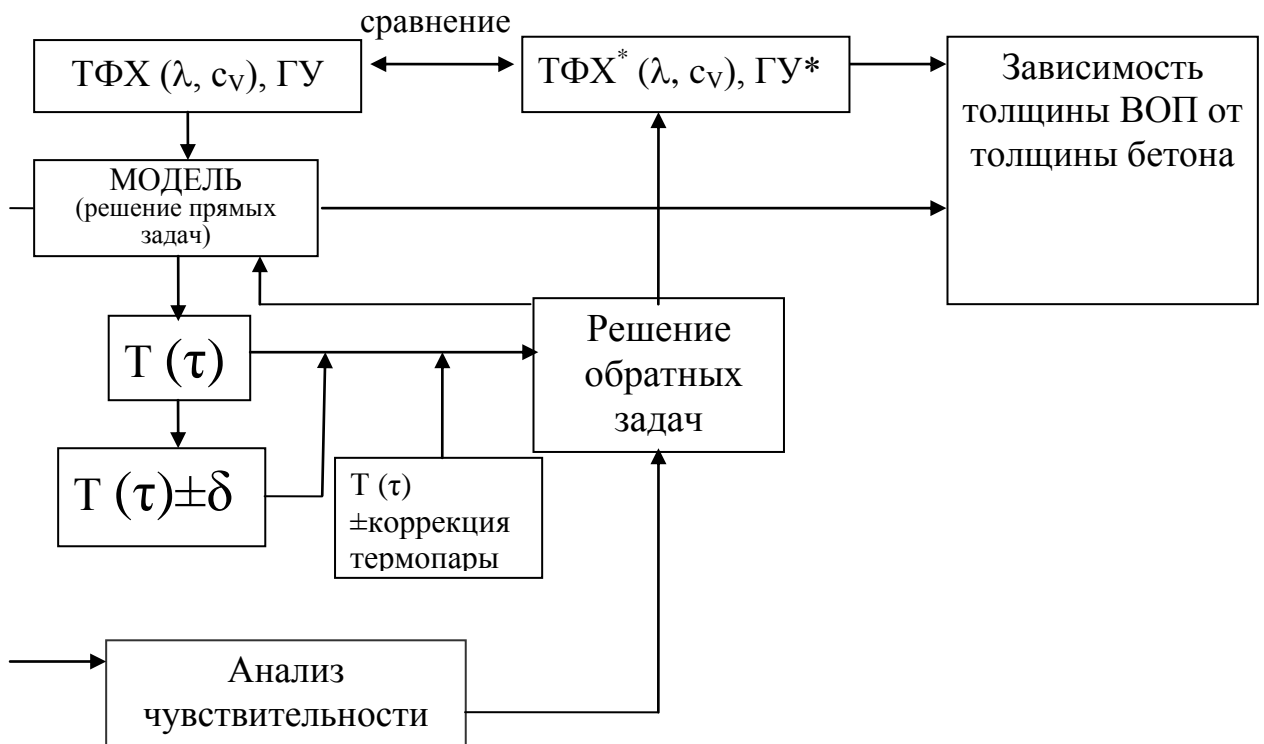 сравнение
ТФХ (λ, cV), ГУ
ТФХ* (λ, cV), ГУ*
Зависимость
толщины ВОП от
толщины бетона
МОДЕЛЬ
(решение прямых
задач)
Т (τ)
Решение
обратных
задач
Т (τ)±δ
Т (τ)
±коррекция
термопары
Анализ
чувствительности